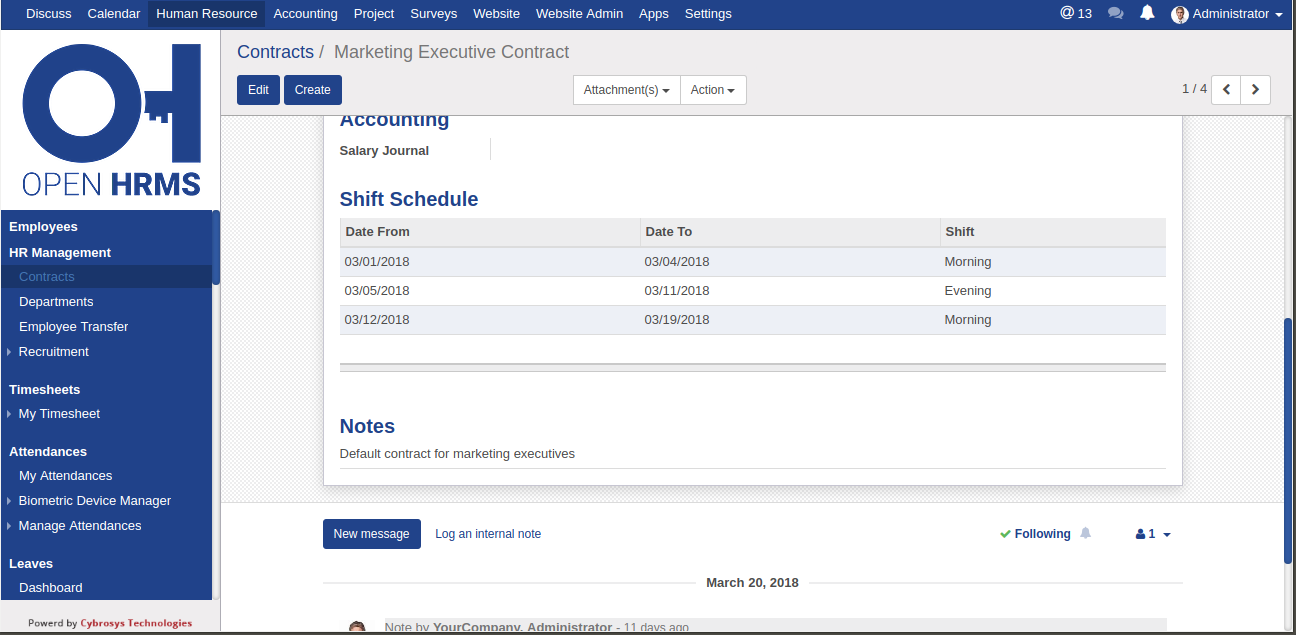 Discuss Calendar Human Resource Accounting Project Surveys Website Website Admin Apps Settings @ 13 Administrator
OPEN HRMS
Employees
HR Management
Contracts
Departments
Employee Transfer
Recruitment
Timesheets
My Timesheet
Attendances
My Attendances
Biometric Device Manager
Manage Attendances
Leaves
Dashboard
Powerd by Cybrosys Technologies
Contracts / Marketing Executive Contract
Edit Create Attachment(s) Action 1 / 4
Accounting
Salary Journal
Shift Schedule
Date From Date To Shift
03/01/2018 03/04/2018 Morning
03/05/2018 03/11/2018 Evening
03/12/2018 03/19/2018 Morning
Notes
Default contract for marketing executives
New message Log an internal note Following 1
March 20, 2018
Note by YourCompany, Administrator - 11 days ago